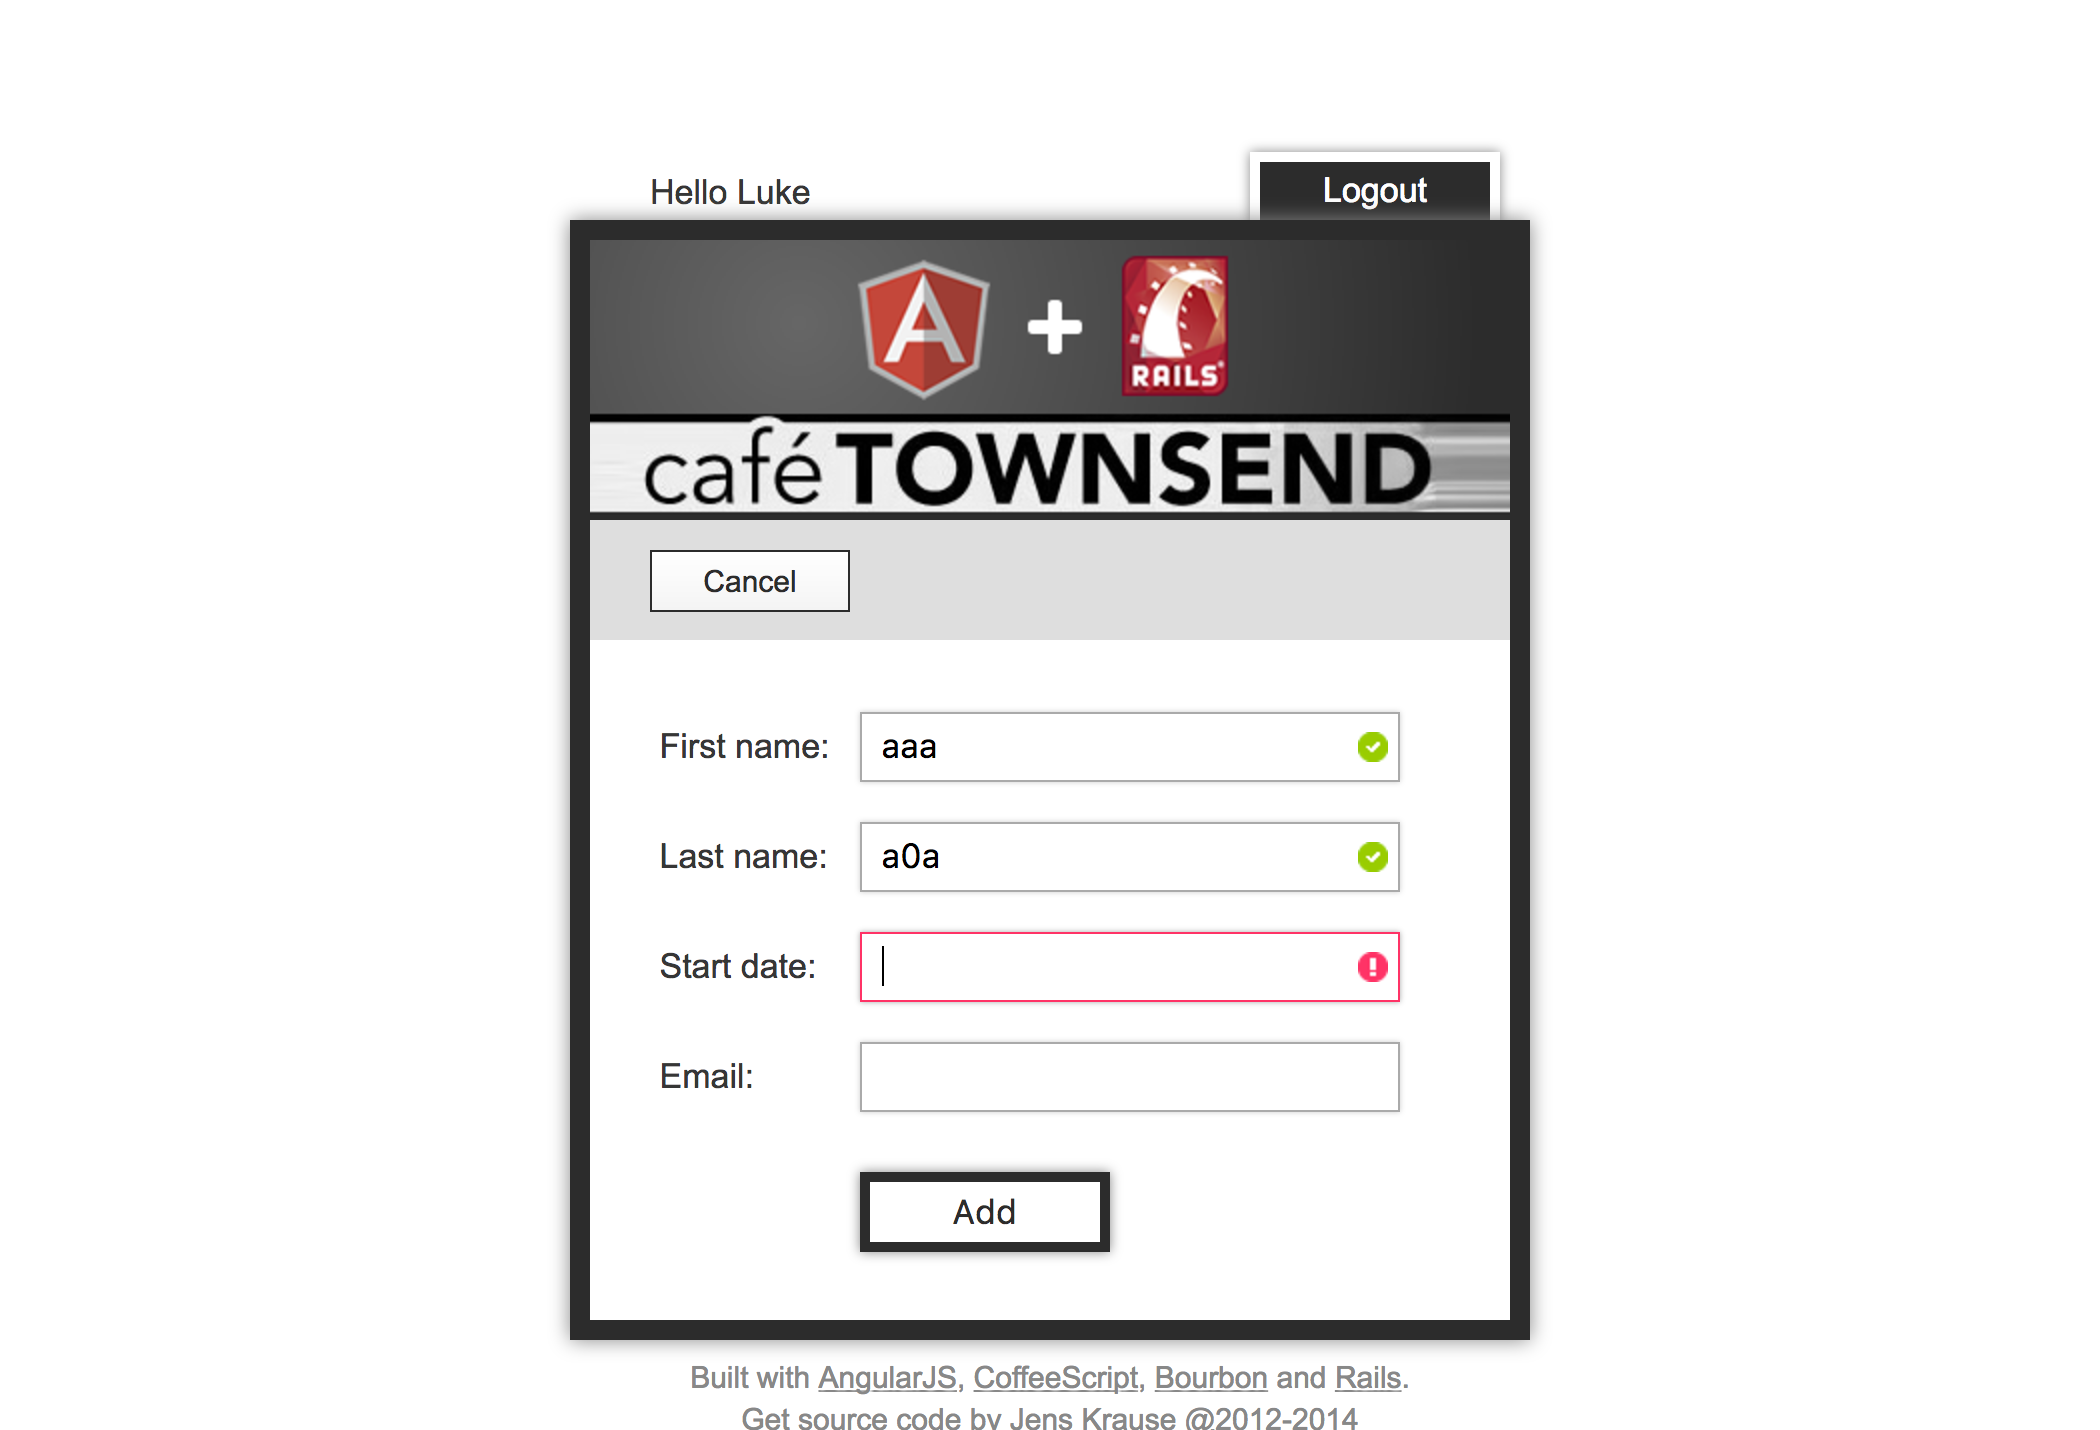 Hello Luke
Logout
RAILS
café TOWNSEND
Cancel
First name: aaa
Last name: a0a
Start date:
Email:
Add
Built with AngularJS, CoffeeScript, Bourbon and Rails.
Get source code by Jens Krause @2012-2014